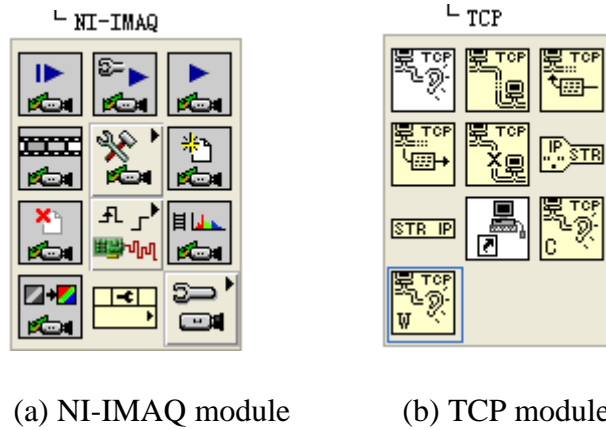 NI-IMAQ
TCP
TCP TCP TCP
TCP TCP IP STR
STR IP TCP C
TCP W
(a) NI-IMAQ module
(b) TCP module